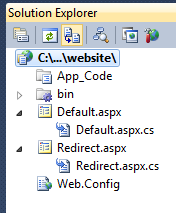 Solution Explorer
C:\...\website\
App_Code
bin
Default.aspx
Default.aspx.cs
Redirect.aspx
Redirect.aspx.cs
Web.Config